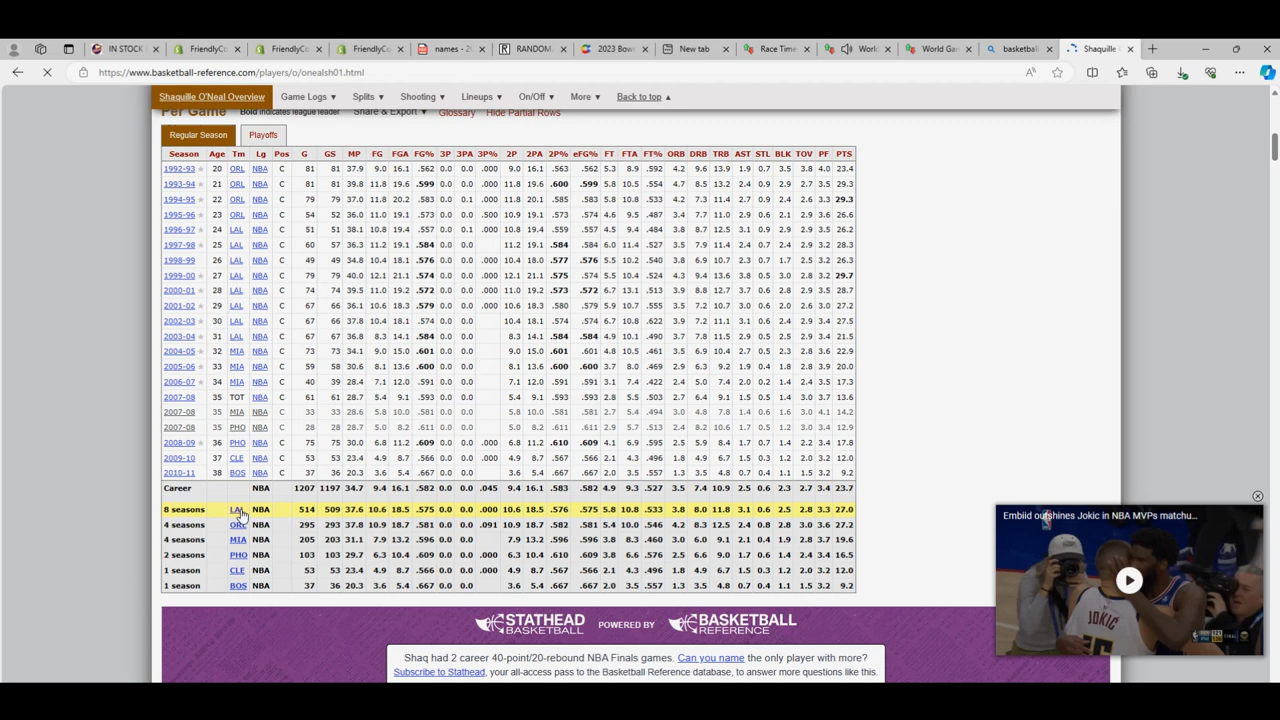 IN STOCK
FriendlyCo
FriendlyCo
FriendlyCo
names - 20
RANDOM
2023 Bow
New tab
Race Time
World
World Gan
basketball
Shaquille O
https://www.basketball-reference.com/players/o/onealsh01.html
Shaquille O'Neal Overview Game Logs Splits Shooting Lineups On/Off More Back to top
Per Game Bold indicates league leader Share & Export Glossary Hide Partial Rows
Regular Season Playoffs
Season Age Tm Lg Pos G GS MP FG FGA FG% 3P 3PA 3P% 2P 2PA 2P% eFG% FT FTA FT% ORB DRB TRB AST STL BLK TOV PF PTS
1992-93 20 ORL NBA C 81 81 37.9 9.0 16.1 .562 0.0 0.0 .000 9.0 16.1 .563 .562 5.3 8.9 .592 4.2 9.6 13.9 1.9 0.7 3.5 3.8 4.0 23.4
1993-94 21 ORL NBA C 81 81 39.8 11.8 19.6 .599 0.0 0.0 .000 11.8 19.6 .600 .599 5.8 10.5 .554 4.7 8.5 13.2 2.4 0.9 2.9 2.7 3.5 29.3
1994-95 22 ORL NBA C 79 79 37.0 11.8 20.2 .583 0.0 0.1 .000 11.8 20.1 .585 .583 5.8 10.8 .533 4.2 7.3 11.4 2.7 0.9 2.4 2.6 3.3 29.3
1995-96 23 ORL NBA C 54 52 36.0 11.0 19.1 .573 0.0 0.0 .500 10.9 19.1 .573 .574 4.6 9.5 .487 3.4 7.7 11.0 2.9 0.6 2.1 2.9 3.6 26.6
1996-97 24 LAL NBA C 51 51 38.1 10.8 19.4 .557 0.0 0.1 .000 10.8 19.4 .559 .557 4.5 9.4 .484 3.8 8.7 12.5 3.1 0.9 2.9 2.9 3.5 26.2
1997-98 25 LAL NBA C 60 57 36.3 11.2 19.1 .584 0.0 0.0 11.2 19.1 .584 .584 6.0 11.4 .527 3.5 7.9 11.4 2.4 0.7 2.4 2.9 3.2 28.3
1998-99 26 LAL NBA C 49 49 34.8 10.4 18.1 .576 0.0 0.0 .000 10.4 18.0 .577 .576 5.5 10.2 .540 3.8 6.9 10.7 2.3 0.7 1.7 2.5 3.2 26.3
1999-00 27 LAL NBA C 79 79 40.0 12.1 21.1 .574 0.0 0.0 .000 12.1 21.1 .575 .574 5.5 10.4 .524 4.3 9.4 13.6 3.8 0.5 3.0 2.8 3.2 29.7
2000-01 28 LAL NBA C 74 74 39.5 11.0 19.2 .572 0.0 0.0 .000 11.0 19.2 .573 .572 6.7 13.1 .513 3.9 8.8 12.7 3.7 0.6 2.8 2.9 3.5 28.7
2001-02 29 LAL NBA C 67 66 36.1 10.6 18.3 .579 0.0 0.0 .000 10.6 18.3 .580 .579 5.9 10.7 .555 3.5 7.2 10.7 3.0 0.6 2.0 2.6 3.0 27.2
2002-03 30 LAL NBA C 67 66 37.8 10.4 18.1 .574 0.0 0.0 10.4 18.1 .574 .574 6.7 10.8 .622 3.9 7.2 11.1 3.1 0.6 2.4 2.9 3.4 27.5
2003-04 31 LAL NBA C 67 67 36.8 8.3 14.1 .584 0.0 0.0 8.3 14.1 .584 .584 4.9 10.1 .490 3.7 7.8 11.5 2.9 0.5 2.5 2.9 3.4 21.5
2004-05 32 MIA NBA C 73 73 34.1 9.0 15.0 .601 0.0 0.0 9.0 15.0 .601 .601 4.8 10.5 .461 3.5 6.9 10.4 2.7 0.5 2.3 2.8 3.6 22.9
2005-06 33 MIA NBA C 59 58 30.6 8.1 13.6 .600 0.0 0.0 8.1 13.6 .600 .600 3.7 8.0 .469 2.9 6.3 9.2 1.9 0.4 1.8 2.9 3.9 20.0
2006-07 34 MIA NBA C 40 39 28.4 7.1 12.0 .591 0.0 0.0 7.1 12.0 .591 .591 3.1 7.4 .422 2.4 5.0 7.4 2.0 0.2 1.4 2.4 3.5 17.3
2007-08 35 TOT NBA C 61 61 28.7 5.4 9.1 .593 0.0 0.0 5.4 9.1 .593 .593 2.8 5.5 .503 2.6 6.5 9.1 1.5 0.5 1.4 3.0 3.7 13.6
2007-08 35 MIA NBA C 33 33 28.6 5.8 10.0 .581 0.0 0.0 5.8 10.0 .581 .581 2.7 5.4 .494 3.0 4.8 7.8 1.4 0.6 1.6 3.0 4.1 14.2
2007-08 35 PHO NBA C 28 28 28.7 5.0 8.2 .611 0.0 0.0 5.0 8.2 .611 .611 2.9 5.7 .513 2.4 8.2 10.6 1.7 0.5 1.2 3.0 3.4 12.9
2008-09 36 PHO NBA C 75 75 30.0 6.8 11.2 .609 0.0 0.0 .000 6.8 11.2 .610 .609 4.1 6.9 .595 2.5 5.9 8.4 1.7 0.6 1.4 2.2 3.4 17.8
2009-10 37 CLE NBA C 53 53 23.4 4.9 8.7 .566 0.0 0.0 .000 4.9 8.7 .567 .566 2.1 4.3 .496 1.8 4.9 6.7 1.5 0.3 1.2 2.0 3.2 12.0
2010-11 38 BOS NBA C 37 36 20.3 3.6 5.4 .667 0.0 0.0 3.6 5.4 .667 .667 2.0 3.5 .557 1.3 3.5 4.8 0.7 0.4 1.1 1.5 3.2 9.2
Career NBA 1207 1197 34.7 9.4 16.1 .582 0.0 0.0 .045 9.4 16.1 .583 .582 4.9 9.3 .527 3.4 7.4 10.9 2.5 0.6 2.3 2.7 3.4 23.7
8 seasons LAL NBA 514 509 37.6 10.6 18.5 .575 0.0 0.0 .000 10.6 18.5 .576 .575 5.8 10.8 .533 3.8 8.0 11.8 3.1 0.6 2.5 2.8 3.3 27.0
4 seasons ORL NBA 295 293 37.8 10.9 18.7 .581 0.0 0.0 .091 10.9 18.7 .582 .581 5.4 10.0 .546 4.2 8.3 12.5 2.4 0.8 2.8 3.0 3.6 27.2
4 seasons MIA NBA 205 203 31.1 7.9 13.2 .596 0.0 0.0 7.9 13.2 .596 .596 3.8 8.3 .460 3.0 6.0 9.1 2.1 0.4 1.9 2.8 3.7 19.6
2 seasons PHO NBA 103 103 29.7 6.3 10.4 .609 0.0 0.0 .000 6.3 10.4 .610 .609 3.8 6.6 .576 2.5 6.6 9.0 1.7 0.6 1.4 2.4 3.4 16.5
1 season CLE NBA 53 53 23.4 4.9 8.7 .566 0.0 0.0 .000 4.9 8.7 .567 .566 2.1 4.3 .496 1.8 4.9 6.7 1.5 0.3 1.2 2.0 3.2 12.0
1 season BOS NBA 37 36 20.3 3.6 5.4 .667 0.0 0.0 3.6 5.4 .667 .667 2.0 3.5 .557 1.3 3.5 4.8 0.7 0.4 1.1 1.5 3.2 9.2
Embiid outshines Jokic in NBA MVPs matchu...
JOKIC
FINAL
STATHEAD BASKETBALL POWERED BY BASKETBALL REFERENCE
Shaq had 2 career 40-point/20-rebound NBA Finals games. Can you name the only player with more?
Subscribe to Stathead, your all-access pass to the Basketball Reference database, to answer more questions like this.